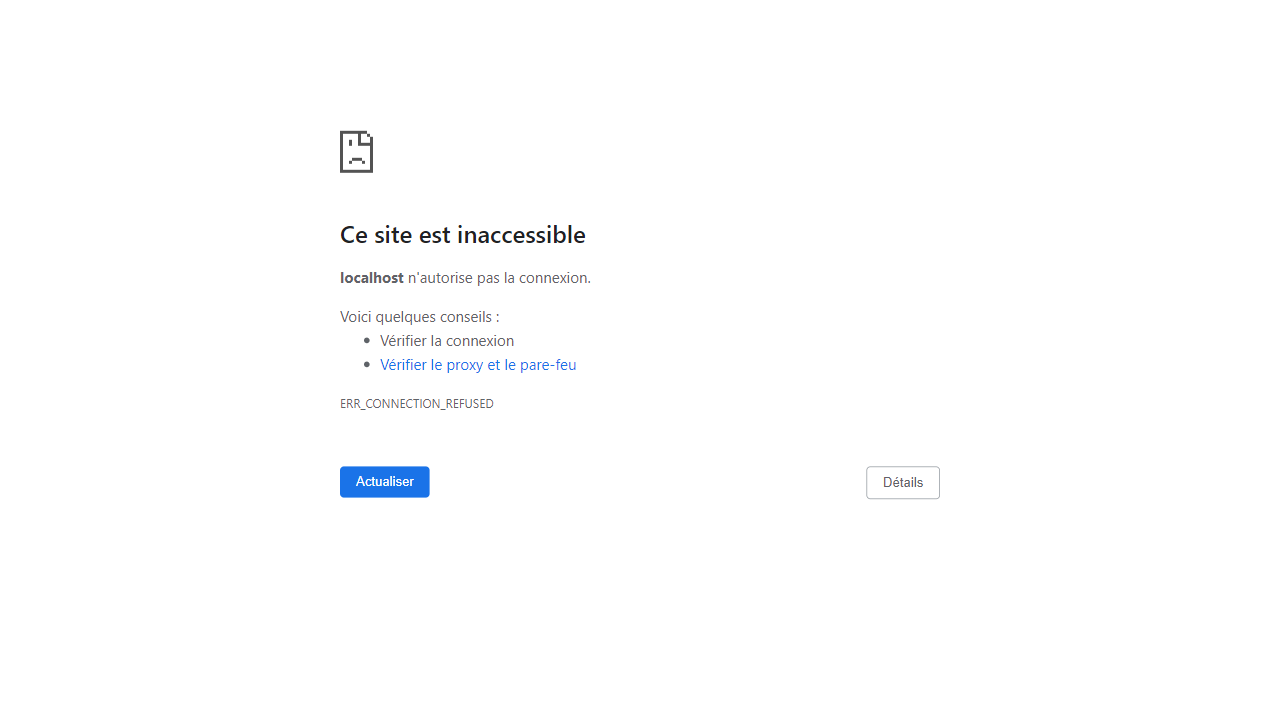 Ce site est inaccessible
localhost n'autorise pas la connexion.
Voici quelques conseils :
Vérifier la connexion
Vérifier le proxy et le pare-feu
ERR_CONNECTION_REFUSED
Actualiser
Détails